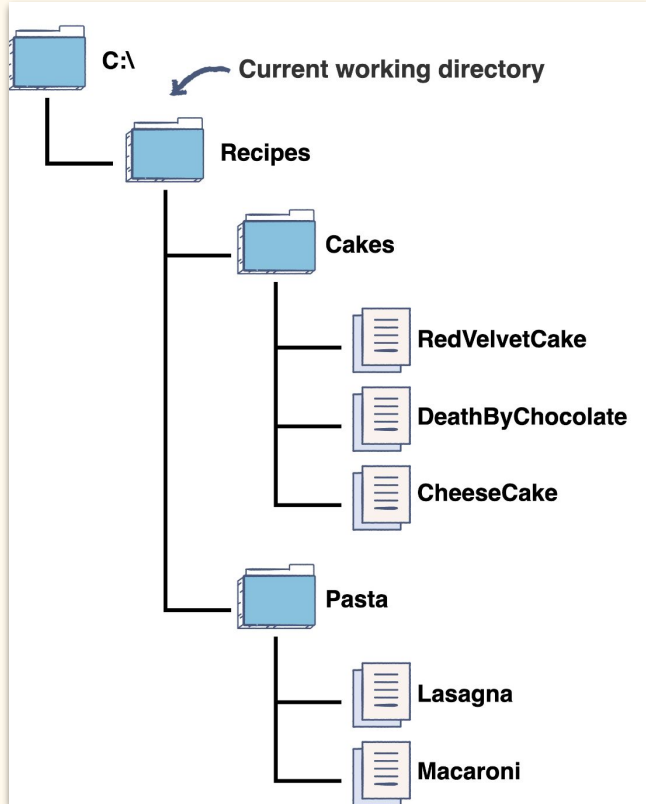 C:\
Current working directory
Recipes
Cakes
RedVelvetCake
DeathByChocolate
CheeseCake
Pasta
Lasagna
Macaroni